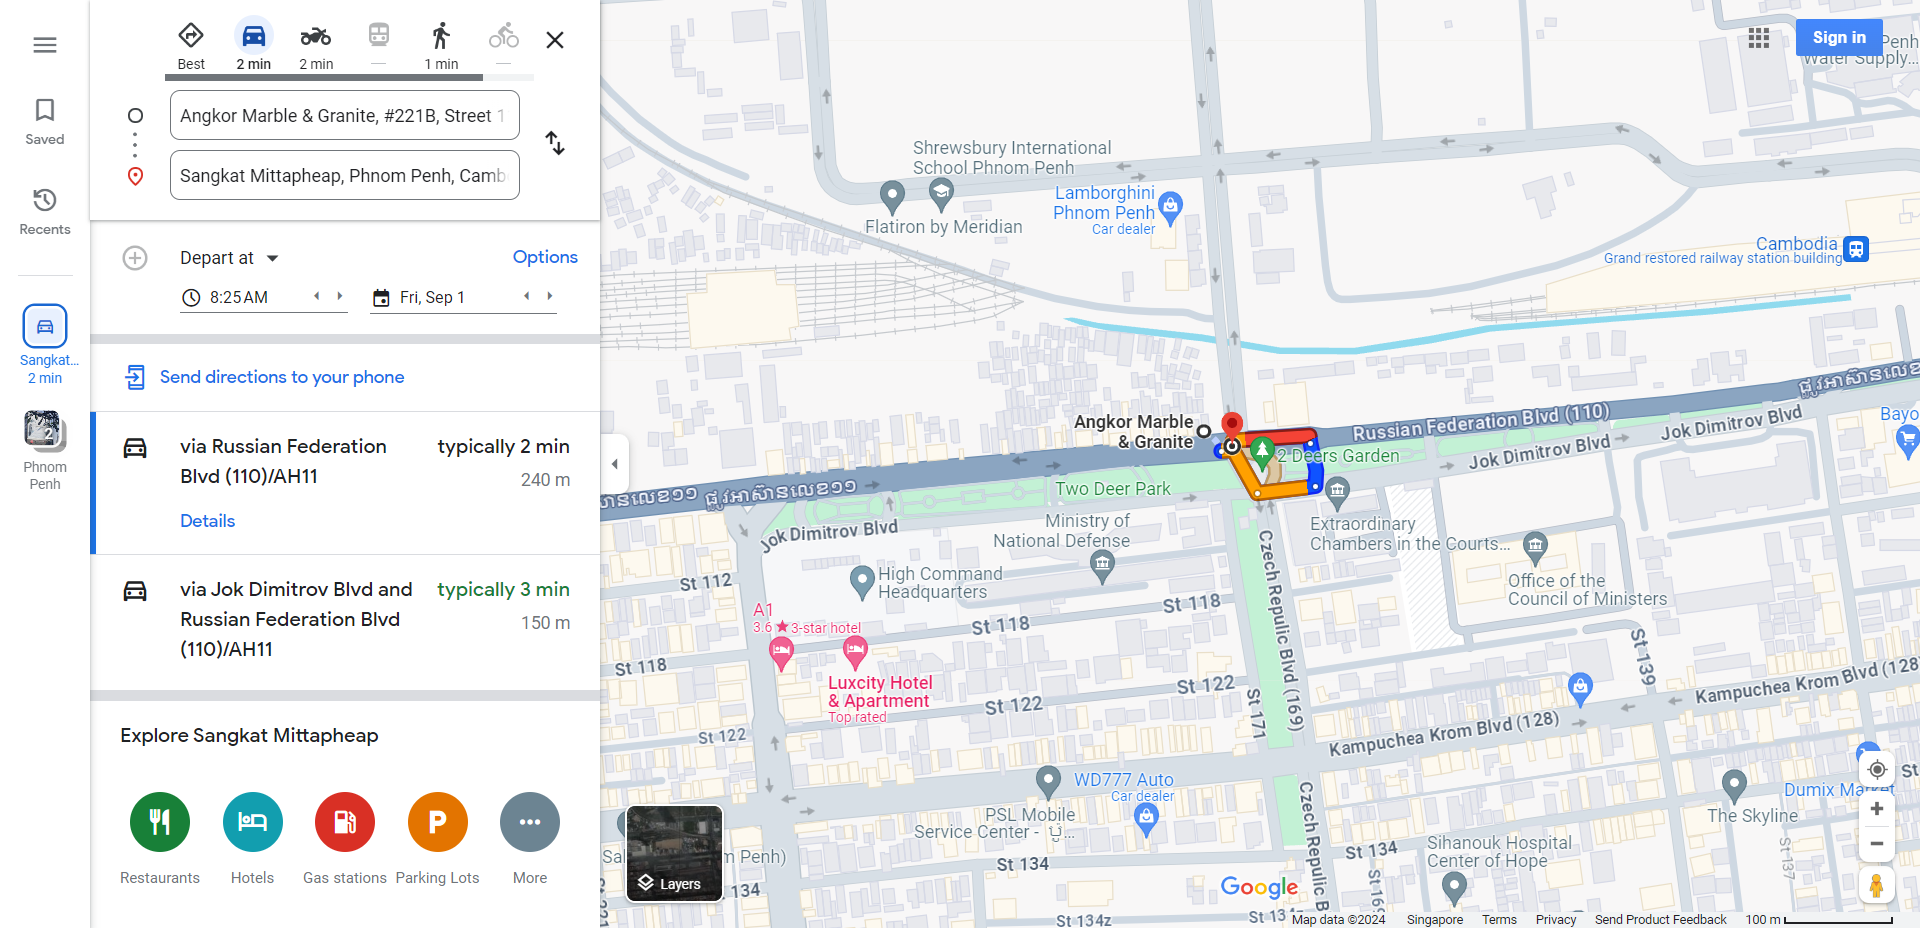 Best
2 min
2 min
—
1 min
—
Saved
Recents
Sangkat...
2 min
2
Phnom
Penh
Angkor Marble & Granite, #221B, Street 1
Sangkat Mittapheap, Phnom Penh, Camb
Depart at
Options
8:25 AM
Fri, Sep 1
Send directions to your phone
via Russian Federation
Blvd (110)/AH11
typically 2 min
240 m
Details
via Jok Dimitrov Blvd and
Russian Federation Blvd
(110)/AH11
typically 3 min
150 m
Explore Sangkat Mittapheap
Restaurants
Hotels
Gas stations
P
Parking Lots
More
Sign in
Penh
Water Supply...
Shrewsbury International
School Phnom Penh
Flatiron by Meridian
Lamborghini
Phnom Penh
Car dealer
Cambodia
Grand restored railway station building
Angkor Marble
& Granite
2 Deers Garden
Russian Federation Blvd (110)
Jok Dimitrov Blvd
Jok Dimitrov Blvd
Bayo
Two Deer Park
Jok Dimitrov Blvd
Ministry of
National Defense
Extraordinary
Chambers in the Courts...
Office of the
Council of Ministers
High Command
Headquarters
St 112
A1
3.6★3-star hotel
St 118
St 118
St 118
Luxcity Hotel
& Apartment
Top rated
St 122
St 122
St 122
Czech Repulic Blvd (169)
St 171
St 139
Kampuchea Krom Blvd (128)
Kampuchea Krom Blvd (128
WD777 Auto
Car dealer
PSL Mobile
Service Center - ប្ញ...
Dumix Market
St
The Skyline
Sihanouk Hospital
Center of Hope
St 134
St 134
134
St 134z
St 13
St 16
St 137
Czech Repulic B
Sal
m Penh)
Layers
Google
Map data ©2024
Singapore
Terms
Privacy
Send Product Feedback
100 m